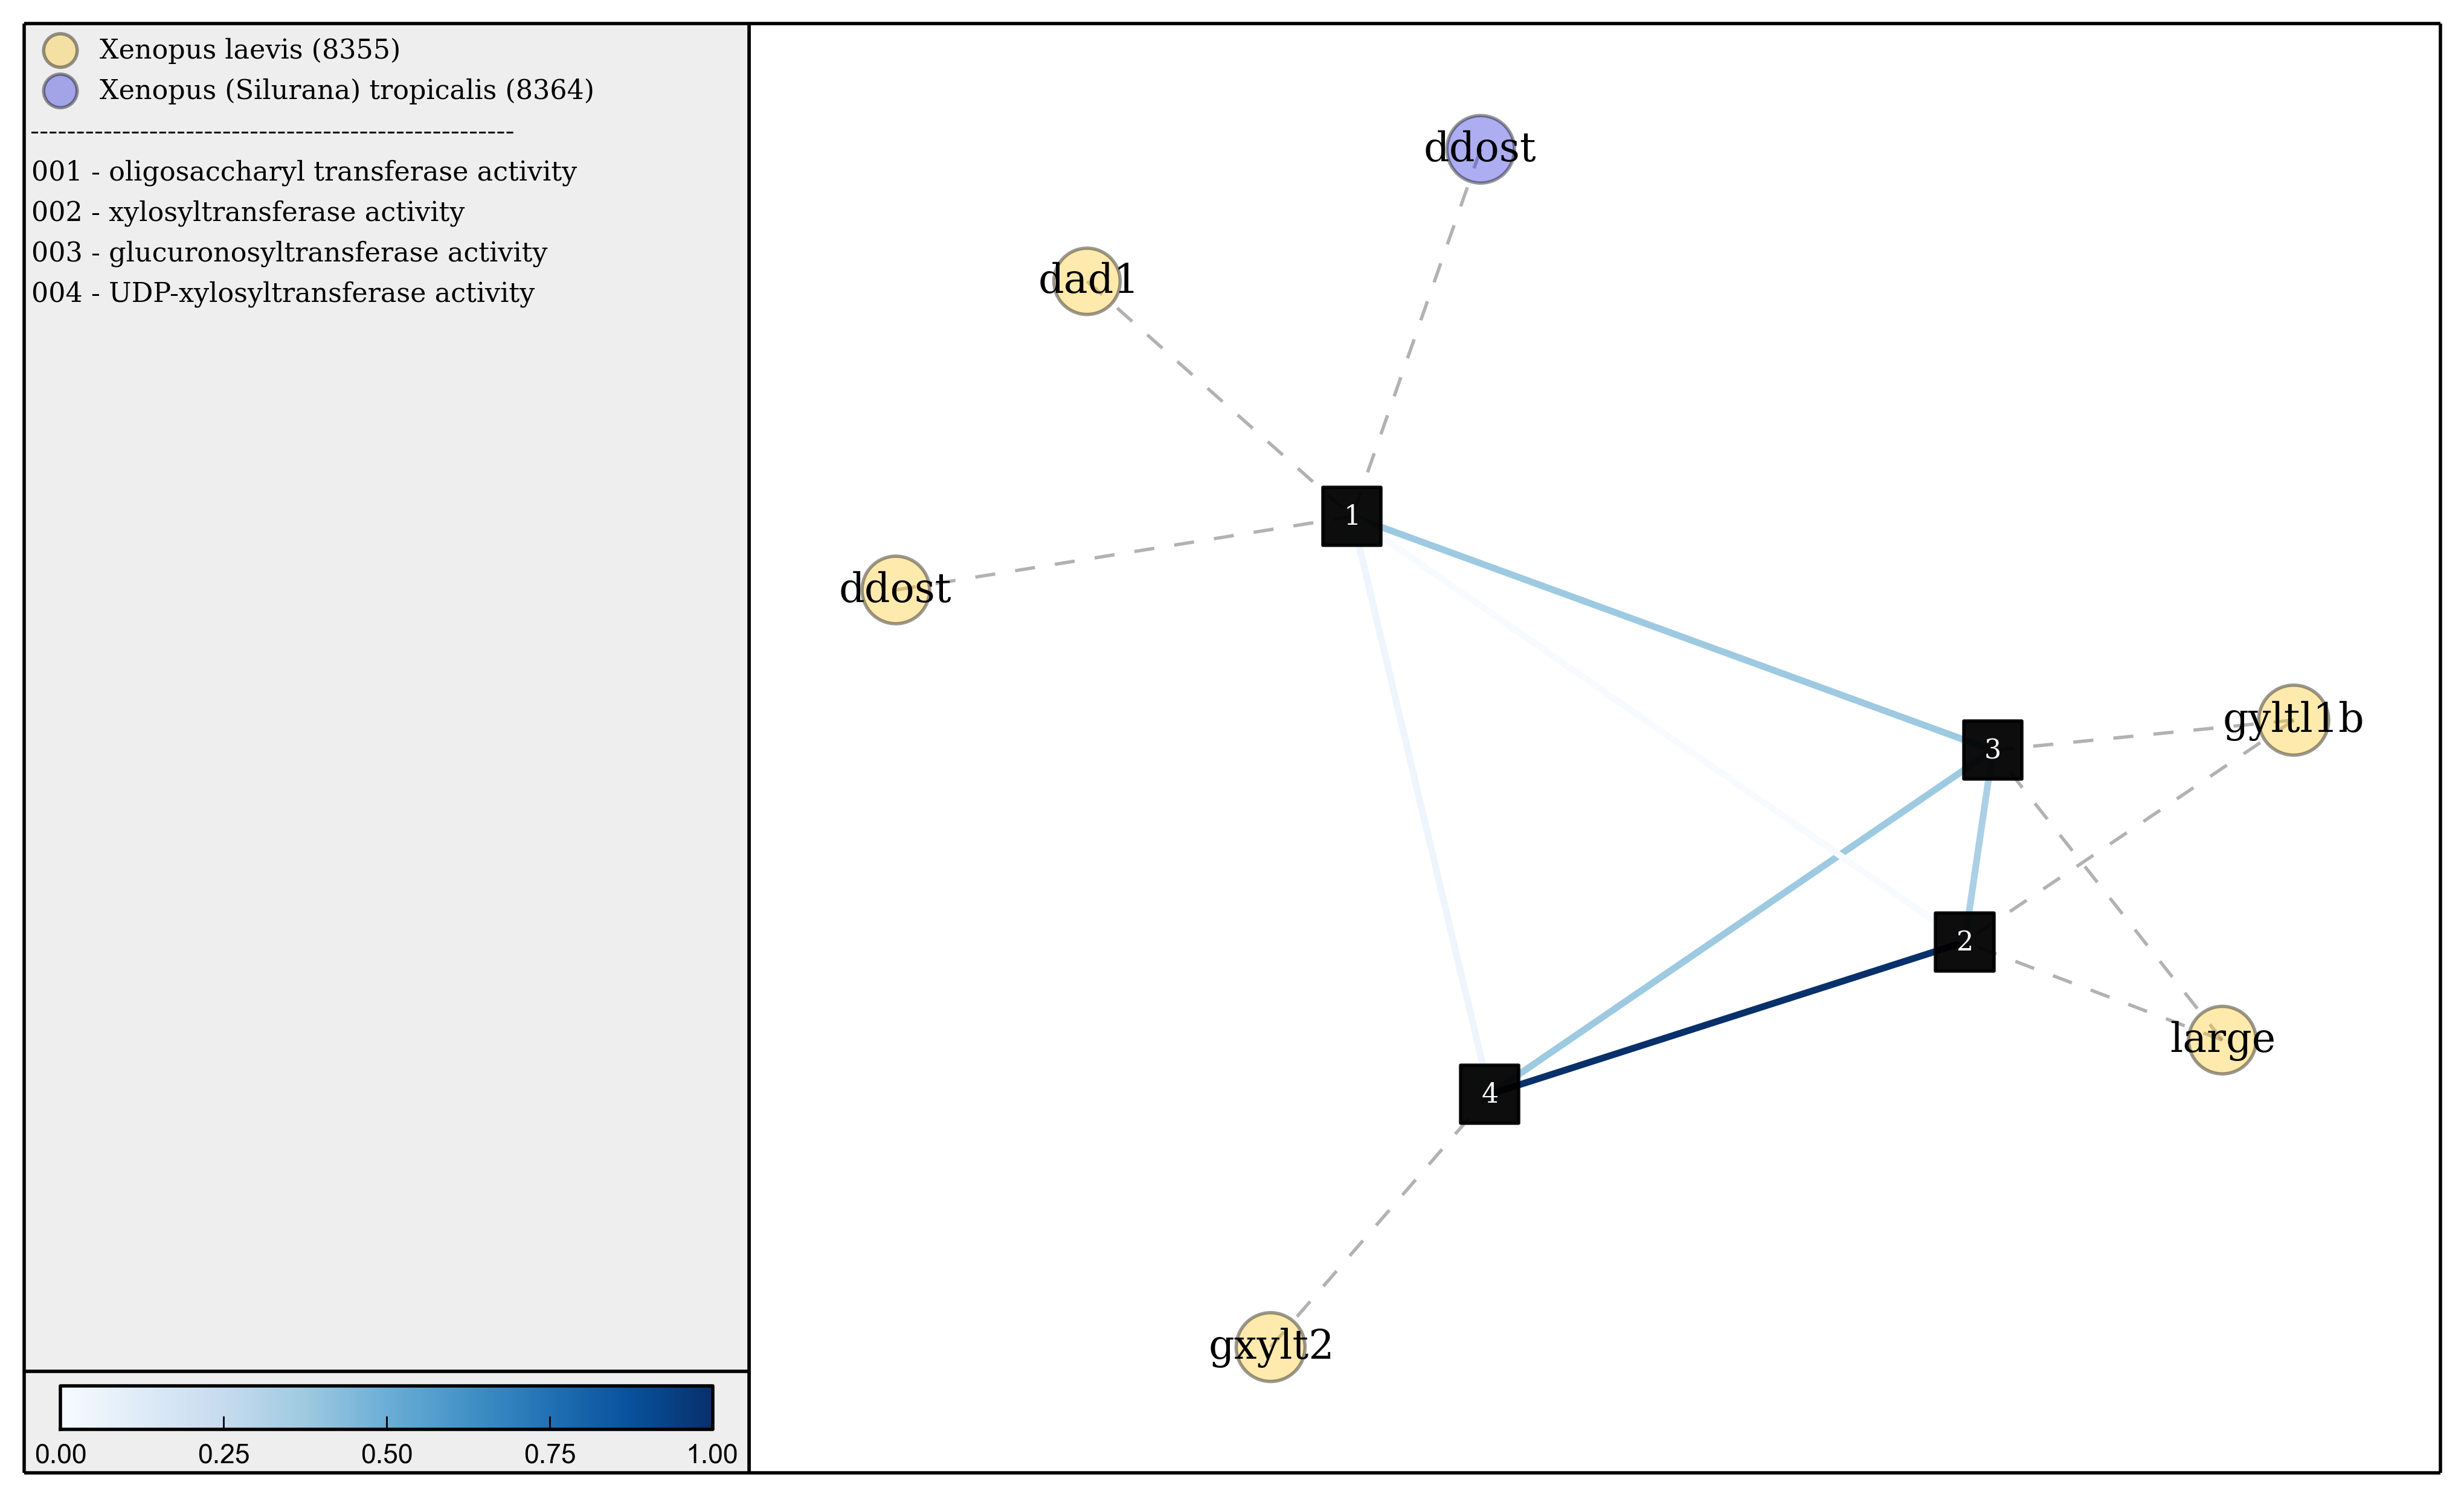 Xenopus laevis (8355)
Xenopus (Silurana) tropicalis (8364)
-----------------------------------------------------
001 - oligosaccharyl transferase activity
002 - xylosyltransferase activity
003 - glucuronosyltransferase activity
004 - UDP-xylosyltransferase activity
ddost
dad1
1
ddost
gyltl1b
3
2
large
4
gxylt2
0.00 0.25 0.50 0.75 1.00